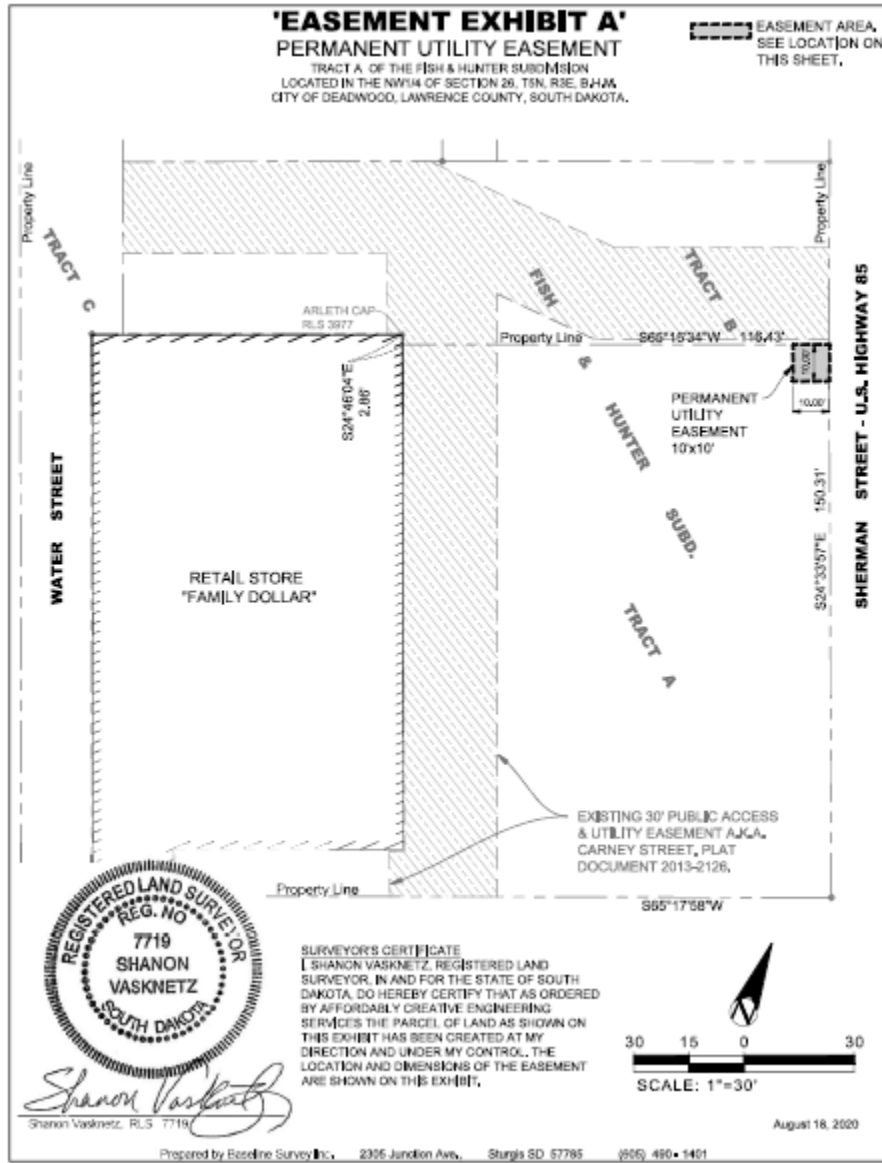 'EASEMENT EXHIBIT A'
PERMANENT UTILITY EASEMENT
TRACT A OF THE FISH & HUNTER SUBDIVISION
LOCATED IN THE NW1/4 OF SECTION 26, T5N, R3E, B.H.M.
CITY OF DEADWOOD, LAWRENCE COUNTY, SOUTH DAKOTA.
EASEMENT AREA.
SEE LOCATION ON
THIS SHEET.
Property Line
Property Line
TRACT C
FISH & HUNTER SUBD.
TRACT B
ARLETH CAP
RLS 3977
Property Line
S65°16'34"W 116.43'
S24°46'04"E
2.86'
10.00'
10.00'
PERMANENT
UTILITY
EASEMENT
10'x10'
SHERMAN STREET - U.S. HIGHWAY 85
WATER STREET
S24°33'57"E 150.31'
RETAIL STORE
"FAMILY DOLLAR"
TRACT A
EXISTING 30' PUBLIC ACCESS
& UTILITY EASEMENT A.K.A.
CARNEY STREET, PLAT
DOCUMENT 2013-2126.
Property Line
S65°17'58"W
REGISTERED LAND SURVEYOR
REG. NO
7719
SHANON
VASKNETZ
SOUTH DAKOTA
SURVEYOR'S CERTIFICATE
I, SHANON VASKNETZ, REGISTERED LAND
SURVEYOR, IN AND FOR THE STATE OF SOUTH
DAKOTA, DO HEREBY CERTIFY THAT AS ORDERED
BY AFFORDABLY CREATIVE ENGINEERING
SERVICES THE PARCEL OF LAND AS SHOWN ON
THIS EXHIBIT HAS BEEN CREATED AT MY
DIRECTION AND UNDER MY CONTROL. THE
LOCATION AND DIMENSIONS OF THE EASEMENT
ARE SHOWN ON THIS EXHIBIT.
N
30 15 0 30
SCALE: 1"=30'
Shanon Vasknetz
Shanon Vasknetz, RLS 7719
August 18, 2020
Prepared by Baseline Survey Inc. 2305 Junction Ave., Sturgis SD 57785 (605) 490-1401